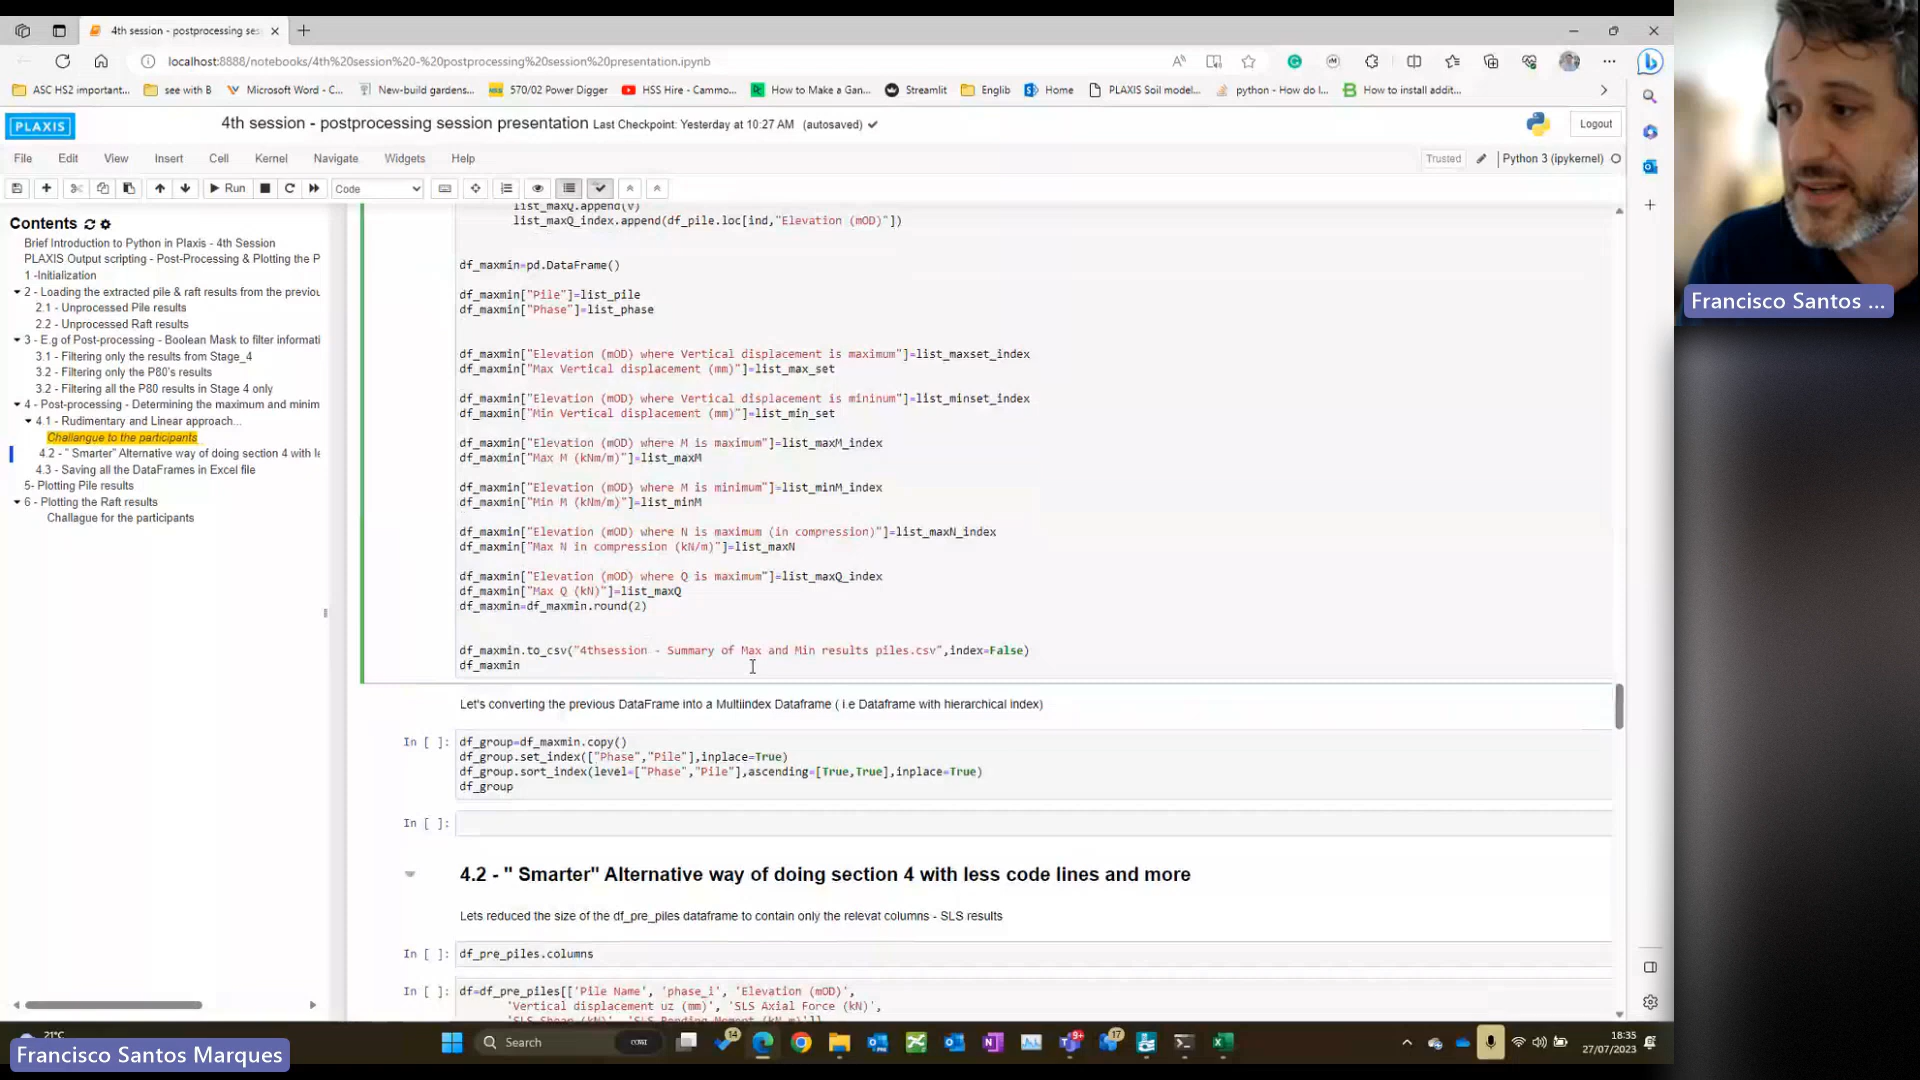 4th session - postprocessing ses
localhost:8888/notebooks/4th%20session%20-%20postprocessing%20session%20presentation.ipynb
ASC HS2 important...
see with B
Microsoft Word - C...
New-build gardens...
570/02 Power Digger
HSS Hire - Cammo...
How to Make a Gan...
Streamlit
Englib
Home
PLAXIS Soil model...
python - How do I...
How to install addit...
PLAXIS
4th session - postprocessing session presentation Last Checkpoint: Yesterday at 10:27 AM (autosaved)
Logout
File Edit View Insert Cell Kernel Navigate Widgets Help
Trusted
Python 3 (ipykernel)
Run
Code
Contents
Brief Introduction to Python in Plaxis - 4th Session
PLAXIS Output scripting - Post-Processing & Plotting the P
1 -Initialization
2 - Loading the extracted pile & raft results from the previou
2.1 - Unprocessed Pile results
2.2 - Unprocessed Raft results
3 - E.g of Post-processing - Boolean Mask to filter informati
3.1 - Filtering only the results from Stage_4
3.2 - Filtering only the P80's results
3.2 - Filtering all the P80 results in Stage 4 only
4 - Post-processing - Determining the maximum and minim
4.1 - Rudimentary and Linear approach...
Challangue to the participants
4.2 - " Smarter" Alternative way of doing section 4 with le
4.3 - Saving all the DataFrames in Excel file
5- Plotting Pile results
6 - Plotting the Raft results
Challague for the participants
list_maxQ.append(v)
list_maxQ_index.append(df_pile.loc[ind,"Elevation (mOD)"])
df_maxmin=pd.DataFrame()
df_maxmin["Pile"]=list_pile
df_maxmin["Phase"]=list_phase
df_maxmin["Elevation (mOD) where Vertical displacement is maximum"]=list_maxset_index
df_maxmin["Max Vertical displacement (mm)"]=list_max_set
df_maxmin["Elevation (mOD) where Vertical displacement is mininum"]=list_minset_index
df_maxmin["Min Vertical displacement (mm)"]=list_min_set
df_maxmin["Elevation (mOD) where M is maximum"]=list_maxM_index
df_maxmin["Max M (kNm/m)"]=list_maxM
df_maxmin["Elevation (mOD) where M is minimum"]=list_minM_index
df_maxmin["Min M (kNm/m)"]=list_minM
df_maxmin["Elevation (mOD) where N is maximum (in compression)"]=list_maxN_index
df_maxmin["Max N in compression (kN/m)"]=list_maxN
df_maxmin["Elevation (mOD) where Q is maximum"]=list_maxQ_index
df_maxmin["Max Q (kN)"]=list_maxQ
df_maxmin=df_maxmin.round(2)
df_maxmin.to_csv("4thsession - Summary of Max and Min results piles.csv",index=False)
df_maxmin
Let's converting the previous DataFrame into a Multiindex Dataframe ( i.e Dataframe with hierarchical index)
In [ ]: df_group=df_maxmin.copy()
df_group.set_index(["Phase","Pile"],inplace=True)
df_group.sort_index(level=["Phase","Pile"],ascending=[True,True],inplace=True)
df_group
In [ ]:
4.2 - " Smarter" Alternative way of doing section 4 with less code lines and more
Lets reduced the size of the df_pre_piles dataframe to contain only the relevat columns - SLS results
In [ ]: df_pre_piles.columns
In [ ]: df=df_pre_piles[['Pile Name', 'phase_i', 'Elevation (mOD)',
'Vertical displacement uz (mm)', 'SLS Axial Force (kN)',
'SLS Shear (kN)', 'SLS Bending Moment (kN.m)']]
Francisco Santos ...
21°C
Francisco Santos Marques
Search
14
9+
17
18:35
27/07/2023